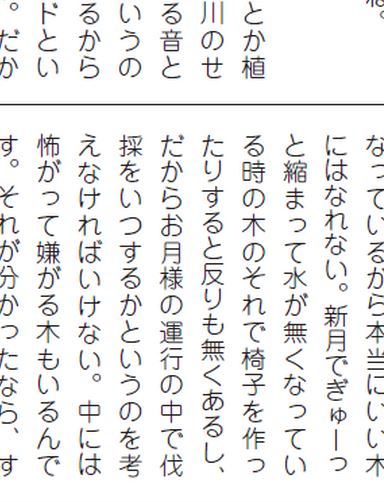 ね。
とか植
川のせ
る音と
いうの
るから
ドとい
。だか
なっているから本当にいい木
にはなれない。新月でぎゅーっ
と縮まって水が無くなってい
る時の木のそれで椅子を作っ
たりすると反りも無くあるし、
だからお月様の運行の中で伐
採をいつするかというのを考
えなければいけない。中には
怖がって嫌がる木もいるんで
す。それが分かったなら、す